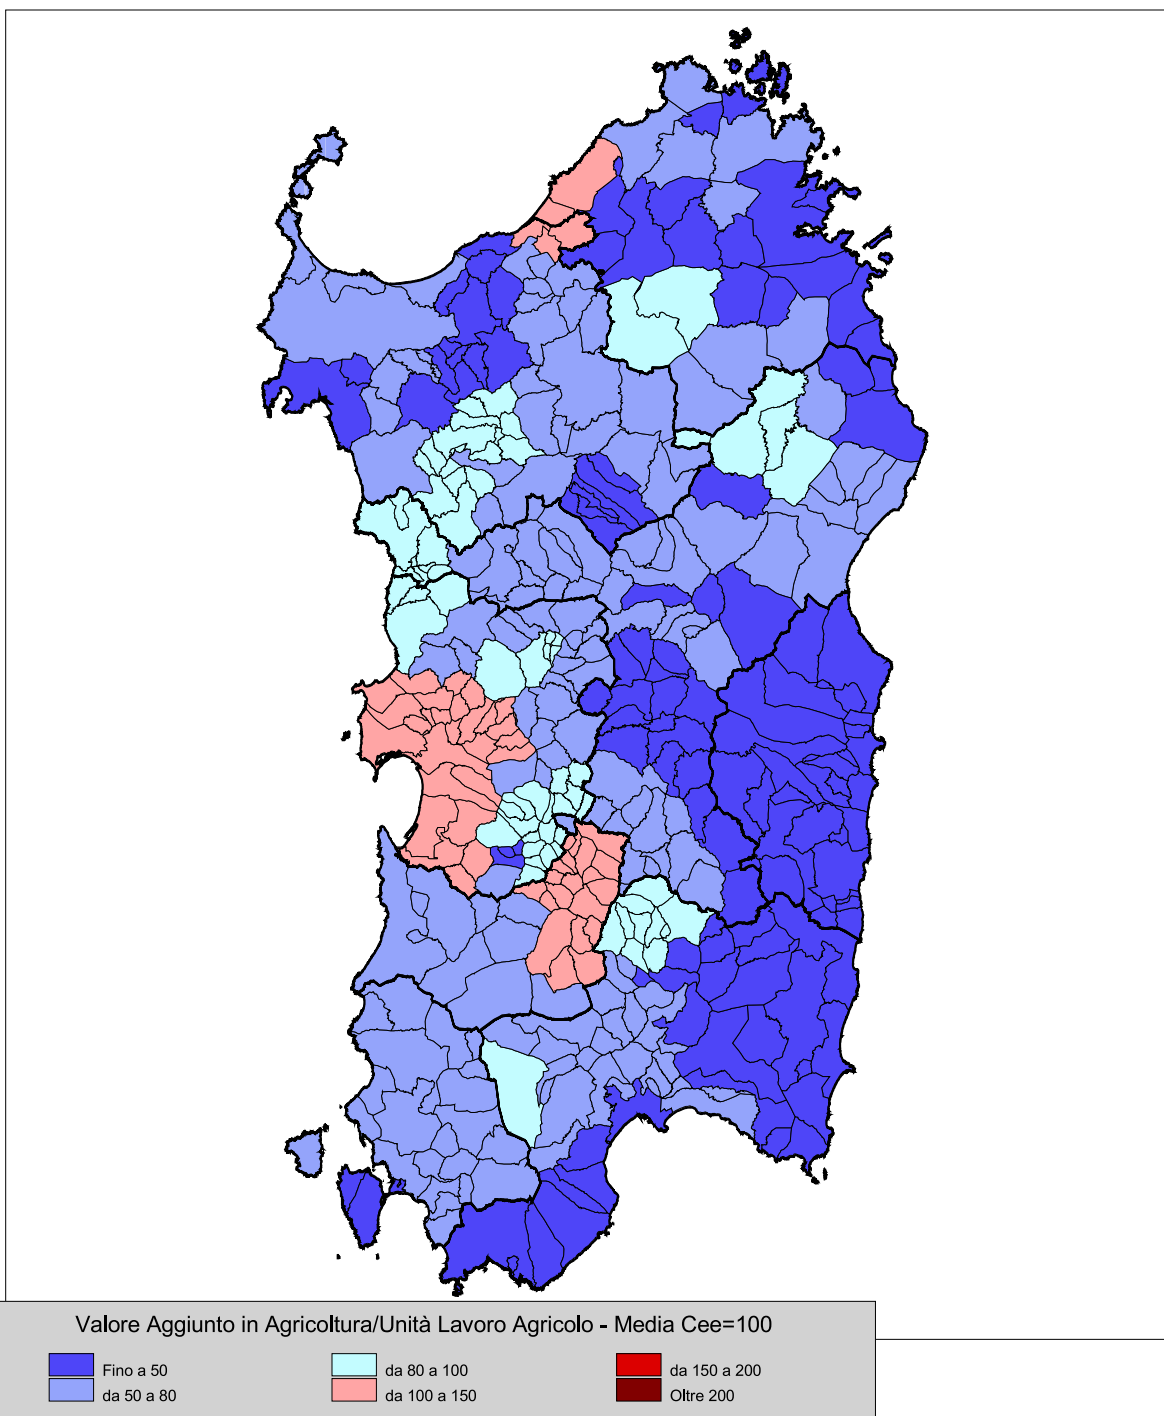 Valore Aggiunto in Agricoltura/Unità Lavoro Agricolo - Media Cee=100
Fino a 50
da 80 a 100
da 150 a 200
da 50 a 80
da 100 a 150
Oltre 200